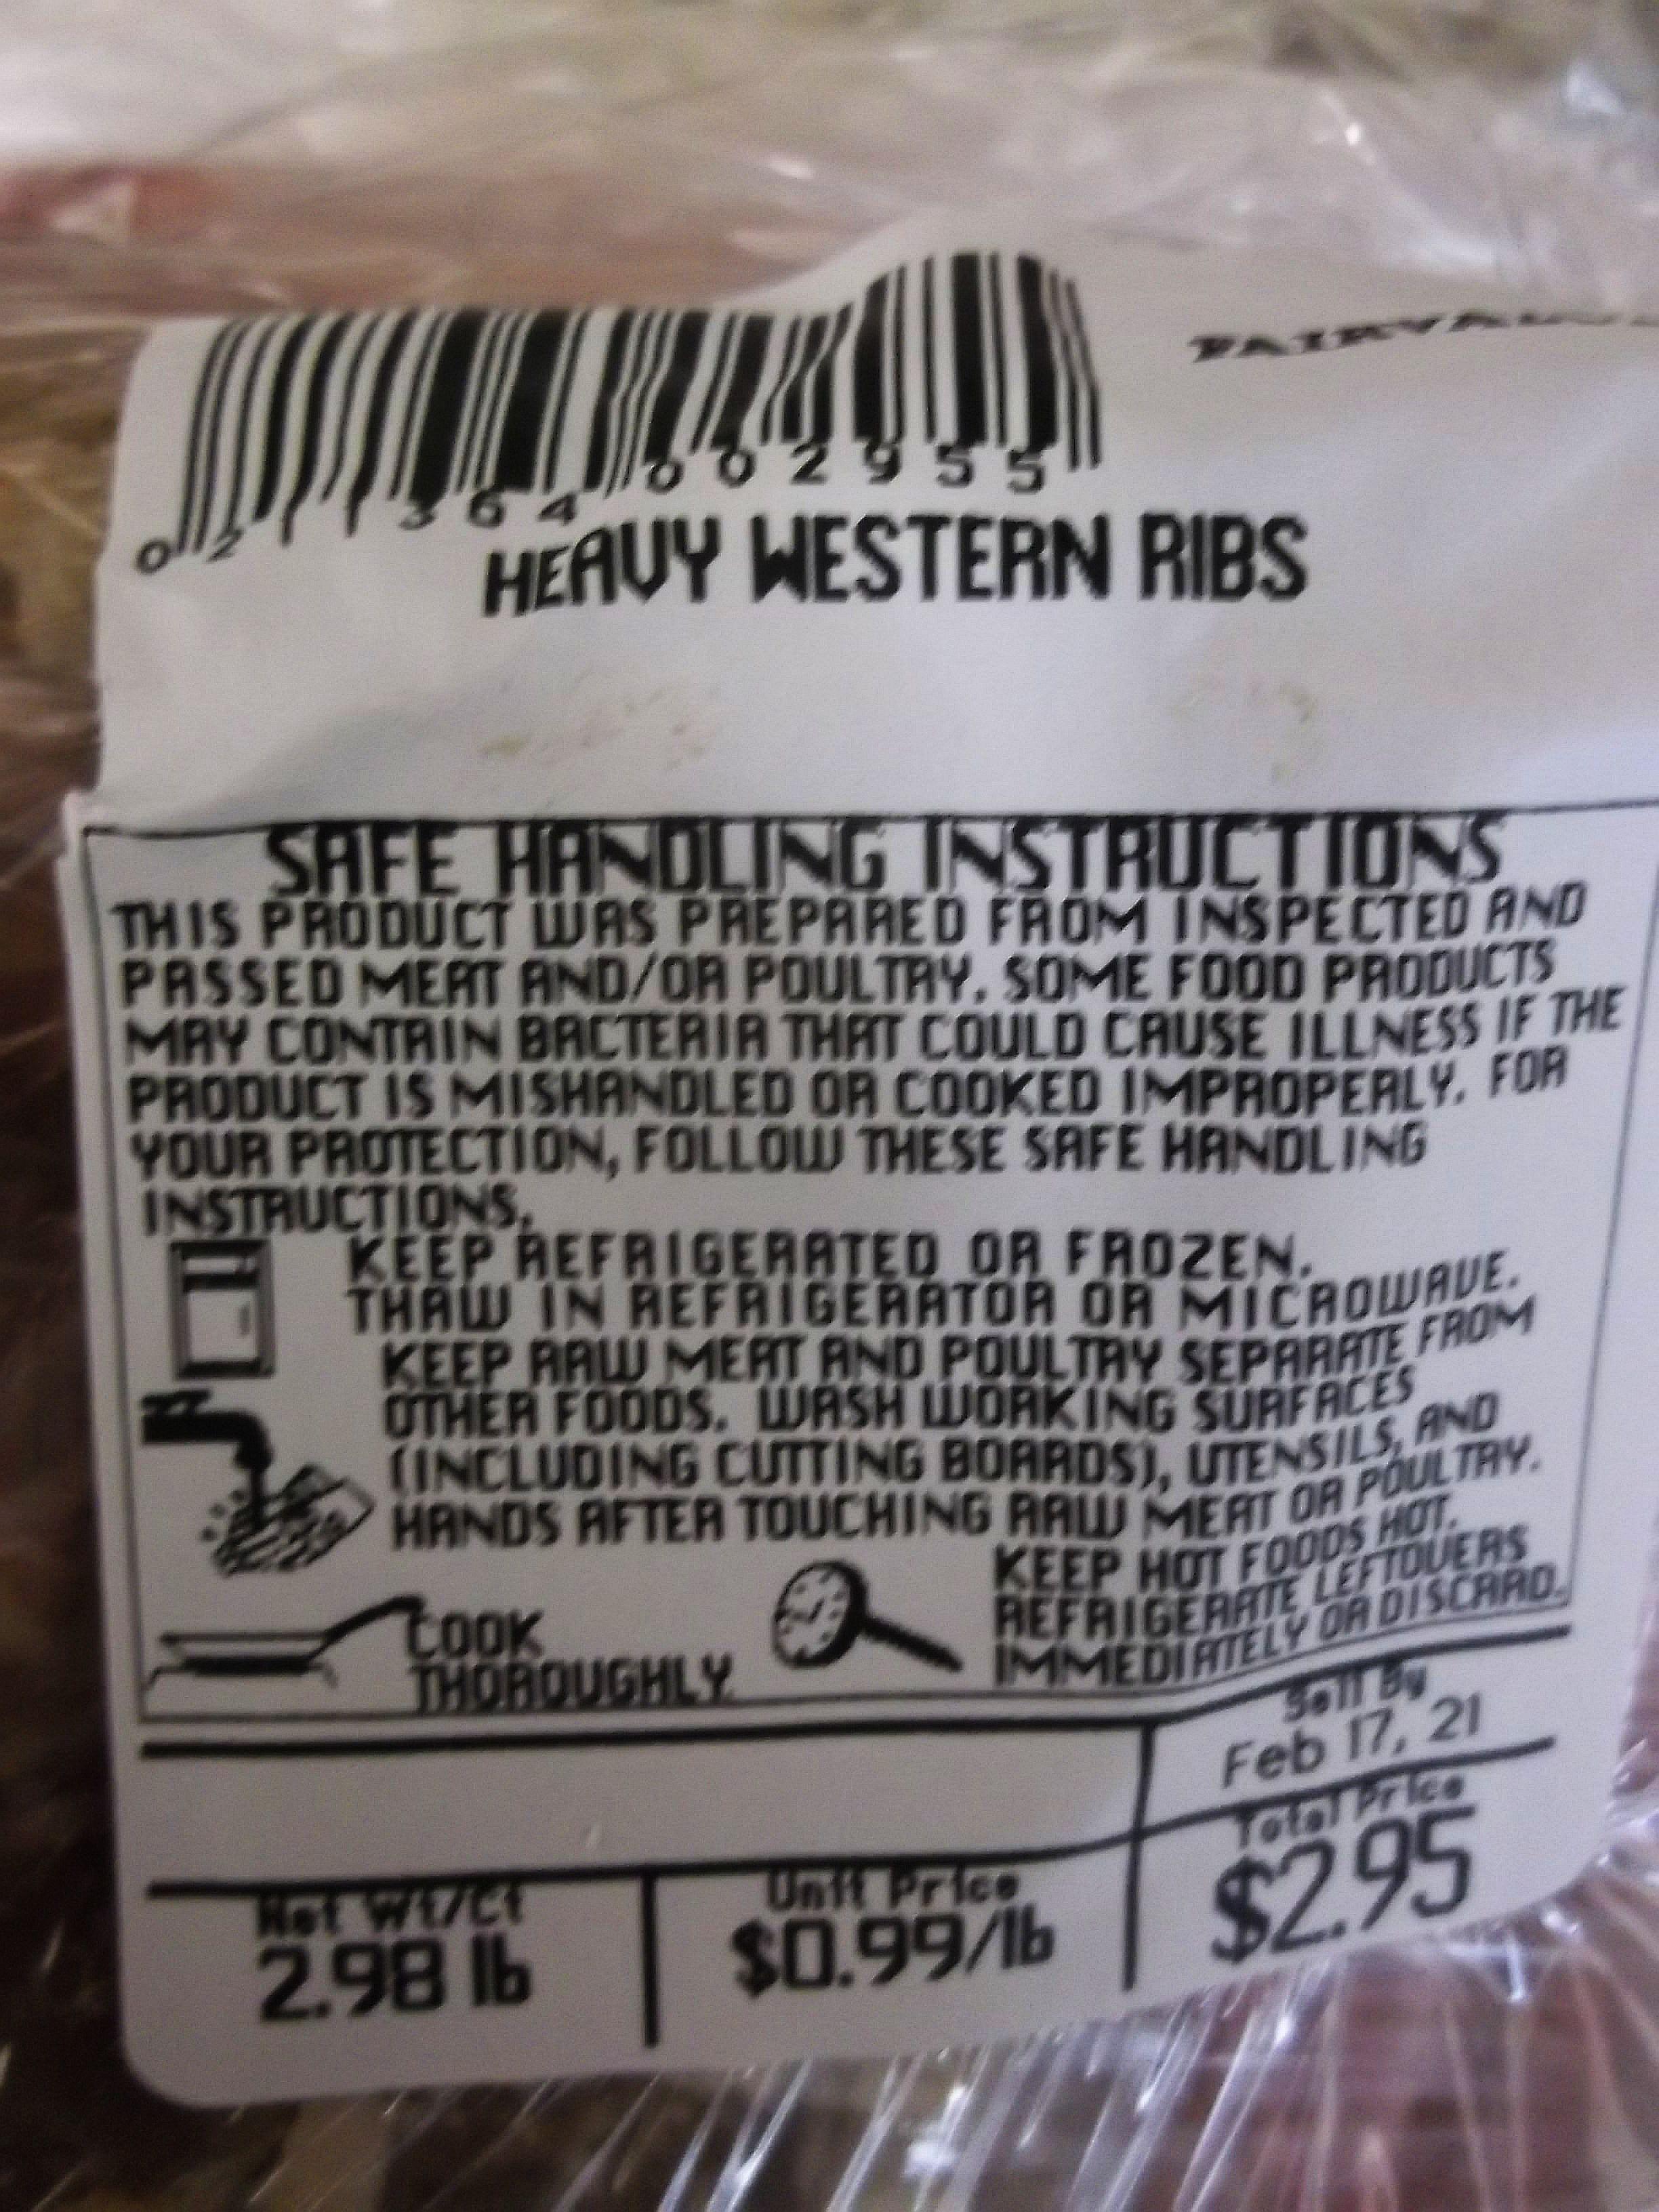 0 21364 002955
HEAVY WESTERN RIBS
SAFE HANDLING INSTRUCTIONS
THIS PRODUCT WAS PREPARED FROM INSPECTED AND
PASSED MEAT AND/OR POULTRY. SOME FOOD PRODUCTS
MAY CONTAIN BACTERIA THAT COULD CAUSE ILLNESS IF THE
PRODUCT IS MISHANDLED OR COOKED IMPROPERLY. FOR
YOUR PROTECTION, FOLLOW THESE SAFE HANDLING
INSTRUCTIONS.
KEEP REFRIGERATED OR FROZEN.
THAW IN REFRIGERATOR OR MICROWAVE.
KEEP RAW MEAT AND POULTRY SEPARATE FROM
OTHER FOODS. WASH WORKING SURFACES
(INCLUDING CUTTING BOARDS), UTENSILS, AND
HANDS AFTER TOUCHING RAW MEAT OR POULTRY.
KEEP HOT FOODS HOT.
REFRIGERATE LEFTOVERS
IMMEDIATELY OR DISCARD.
COOK
THOROUGHLY.
Sell By
Feb 17, 21
Total Price
$2.95
Net Wt/Ct
2.98 lb
Unit Price
$0.99/lb